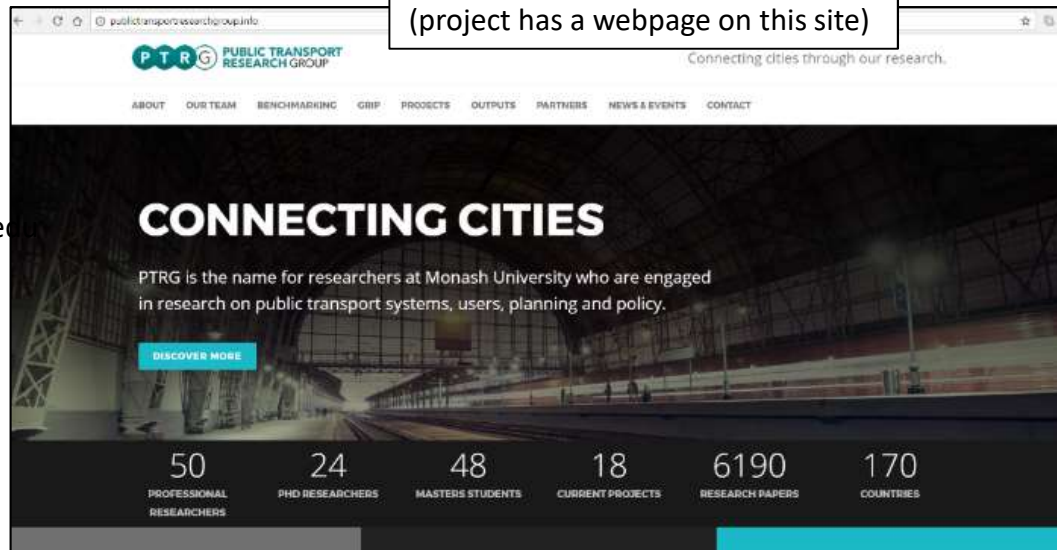 (project has a webpage on this site)
publictransportresearchgroup.info
PTRG PUBLIC TRANSPORT
RESEARCH GROUP
Connecting cities through our research.
ABOUT OUR TEAM BENCHMARKING GRIP PROJECTS OUTPUTS PARTNERS NEWS & EVENTS CONTACT
CONNECTING CITIES
PTRG is the name for researchers at Monash University who are engaged
in research on public transport systems, users, planning and policy.
DISCOVER MORE
50 24 48 18 6190 170
PROFESSIONAL PHD RESEARCHERS MASTERS STUDENTS CURRENT PROJECTS RESEARCH PAPERS COUNTRIES
RESEARCHERS